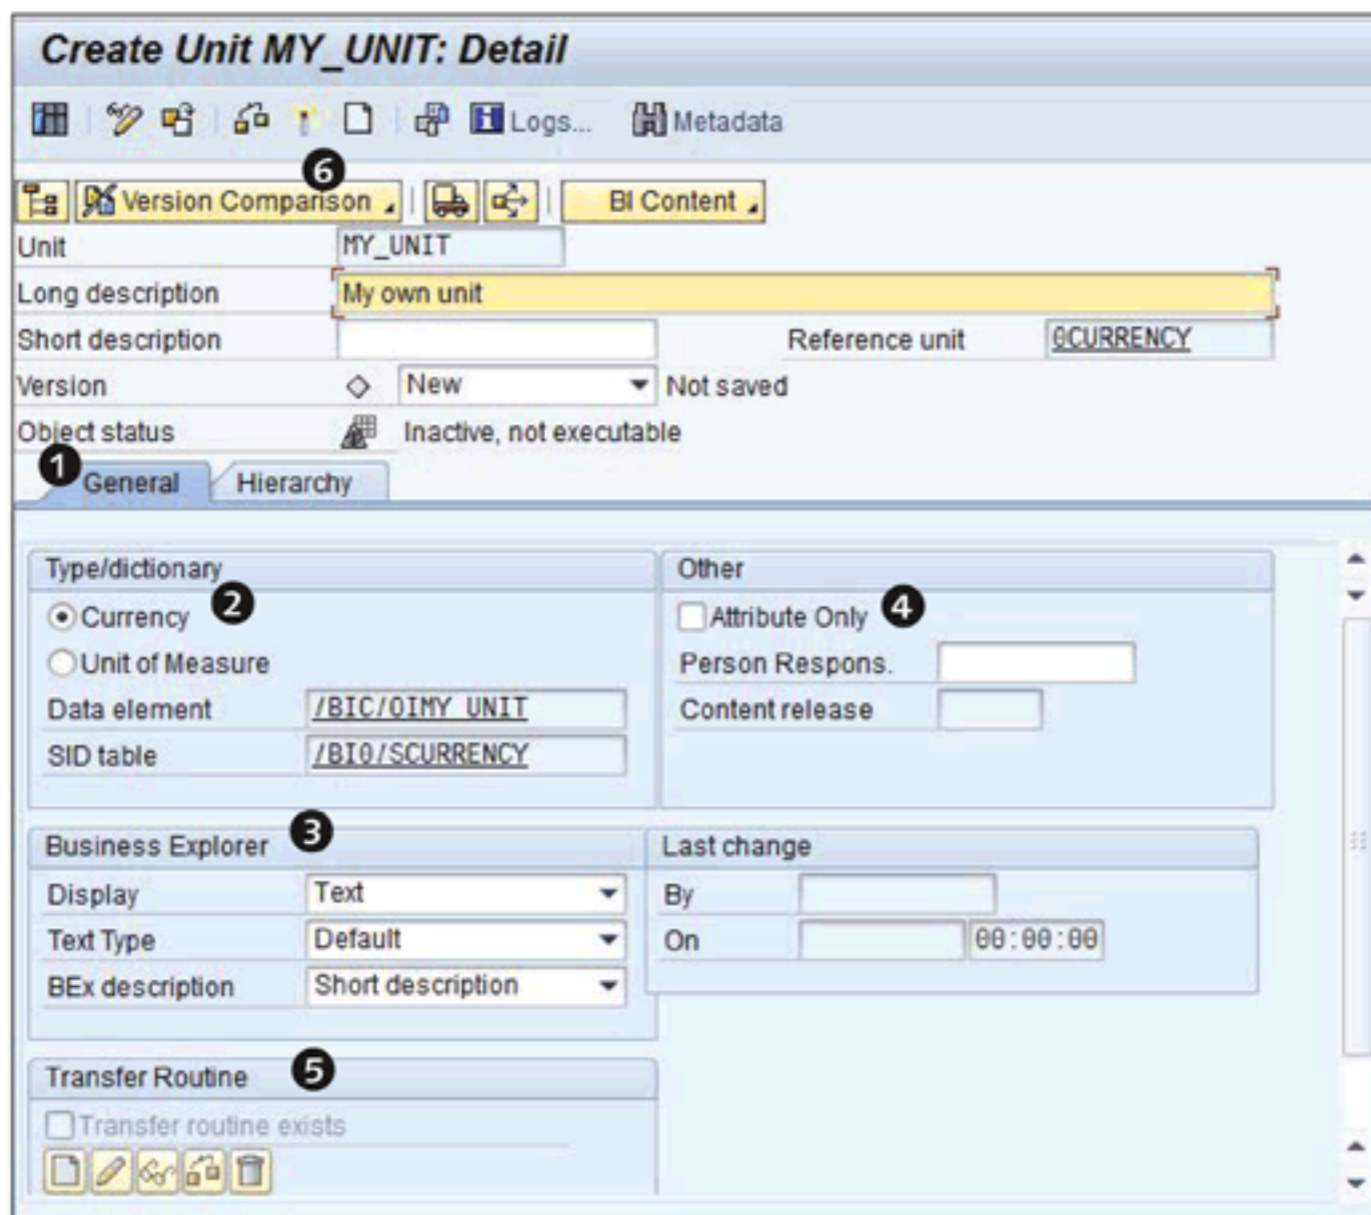 Create Unit MY_UNIT: Detail
Logs... Metadata
6
Version Comparison BI Content
Unit MY_UNIT
Long description My own unit
Short description Reference unit 0CURRENCY
Version New Not saved
Object status Inactive, not executable
1 General Hierarchy
Type/dictionary Other
Currency 2 Attribute Only 4
Unit of Measure Person Respons.
Data element /BIC/OIMY_UNIT Content release
SID table /BI0/SCURRENCY
Business Explorer 3 Last change
Display Text By
Text Type Default On 00:00:00
BEx description Short description
Transfer Routine 5
Transfer routine exists